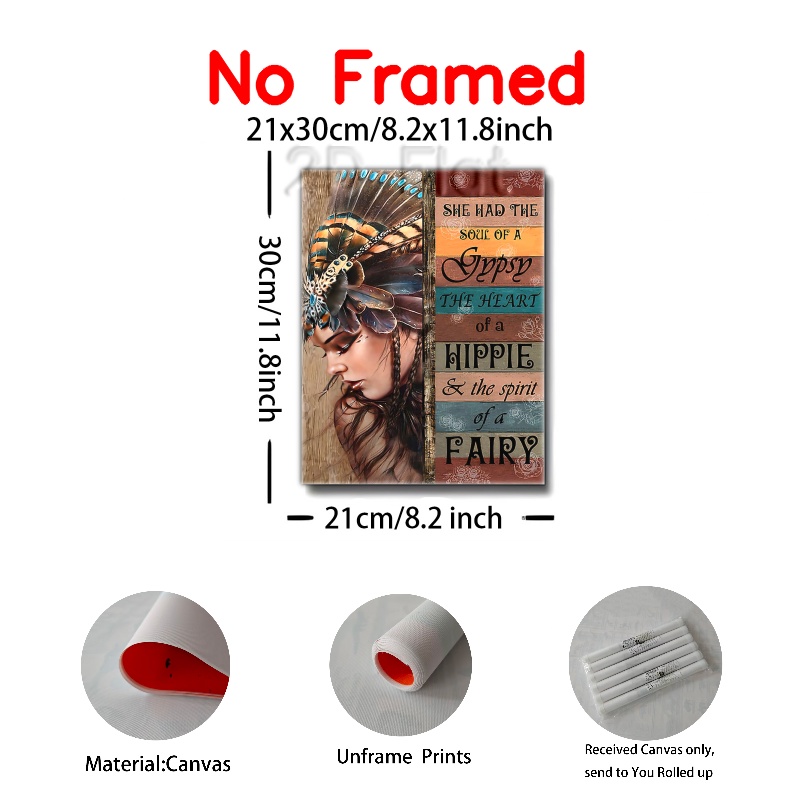 No Framed
21x30cm/8.2x11.8inch
2D Flat
30cm/11.8inch
SHE HAD THE
SOUL OF A
Gypsy
THE HEART
of a
HIPPIE
& the spirit
of a
FAIRY
21cm/8.2 inch
Material:Canvas
Unframe Prints
Received Canvas only,
send to You Rolled up